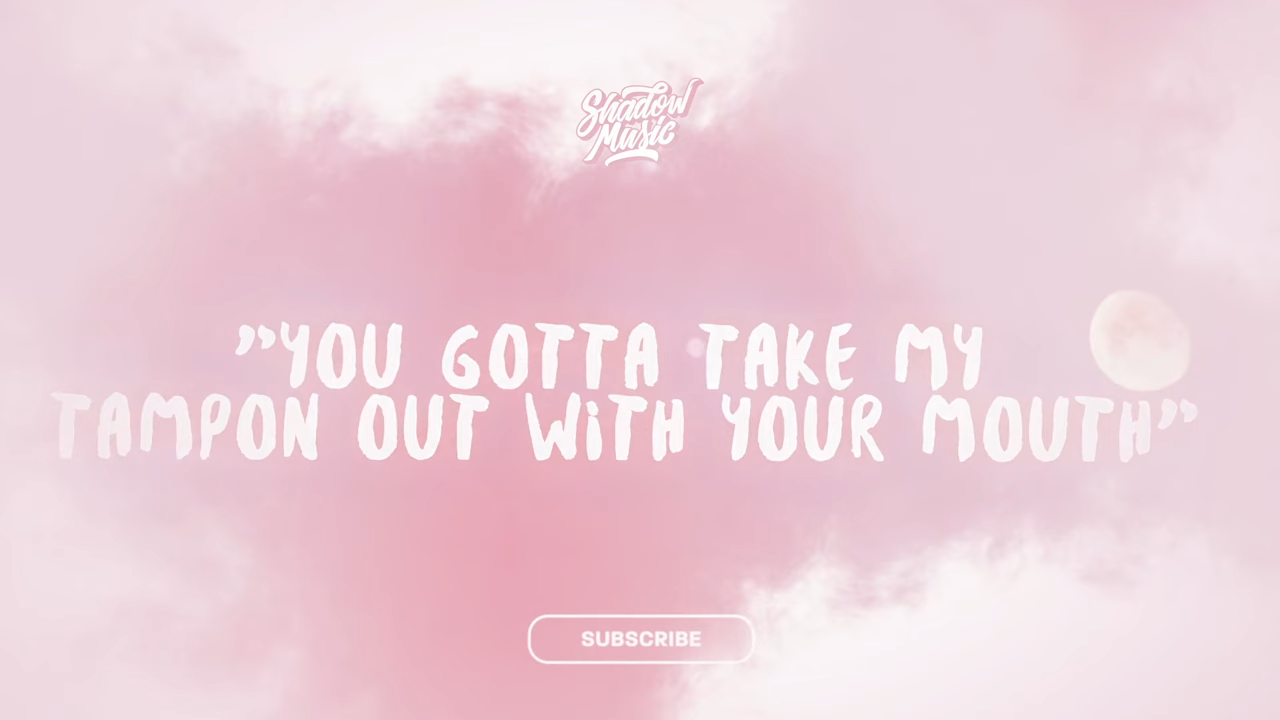 Shadow
Music
”YOU GOTTA TAKE MY
TAMPON OUT WiTH YOUR MOUTH”
SUBSCRIBE